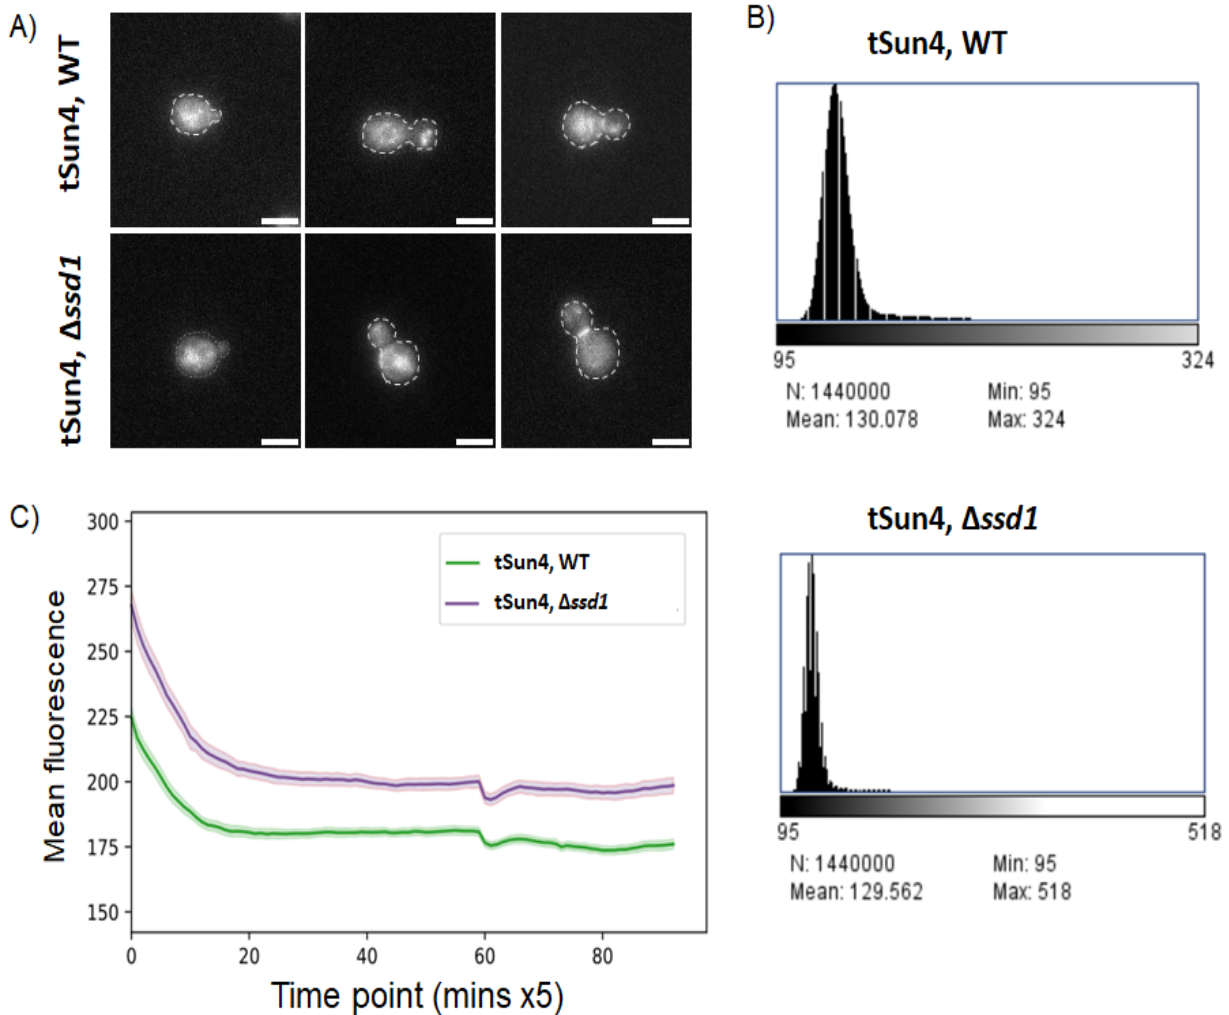 A)
tSun4, WT
tSun4, Δssd1
B)
tSun4, WT
95 324
N: 1440000 Min: 95
Mean: 130.078 Max: 324
tSun4, Δssd1
95 518
N: 1440000 Min: 95
Mean: 129.562 Max: 518
C)
Mean fluorescence
300
275
250
225
200
175
150
tSun4, WT
tSun4, Δssd1
0 20 40 60 80
Time point (mins x5)